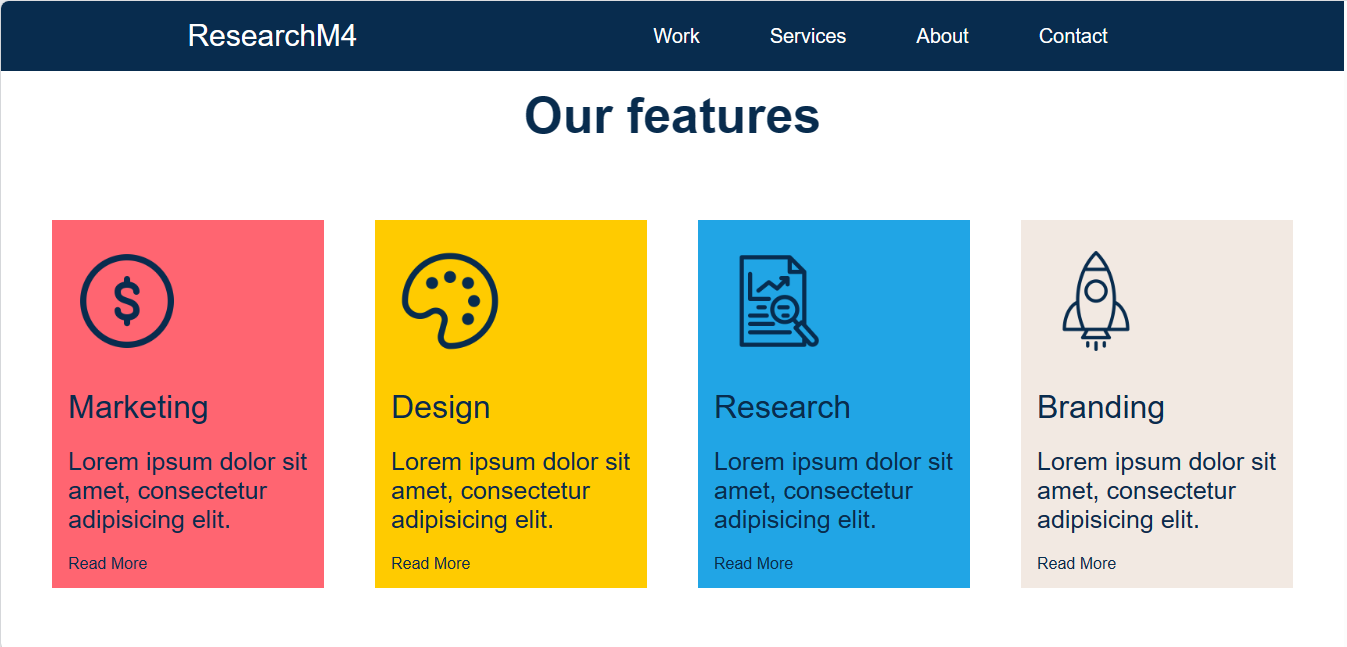 ResearchM4
Work
Services
About
Contact
Our features
$
Marketing
Lorem ipsum dolor sit
amet, consectetur
adipisicing elit.
Read More
Design
Lorem ipsum dolor sit
amet, consectetur
adipisicing elit.
Read More
Research
Lorem ipsum dolor sit
amet, consectetur
adipisicing elit.
Read More
Branding
Lorem ipsum dolor sit
amet, consectetur
adipisicing elit.
Read More